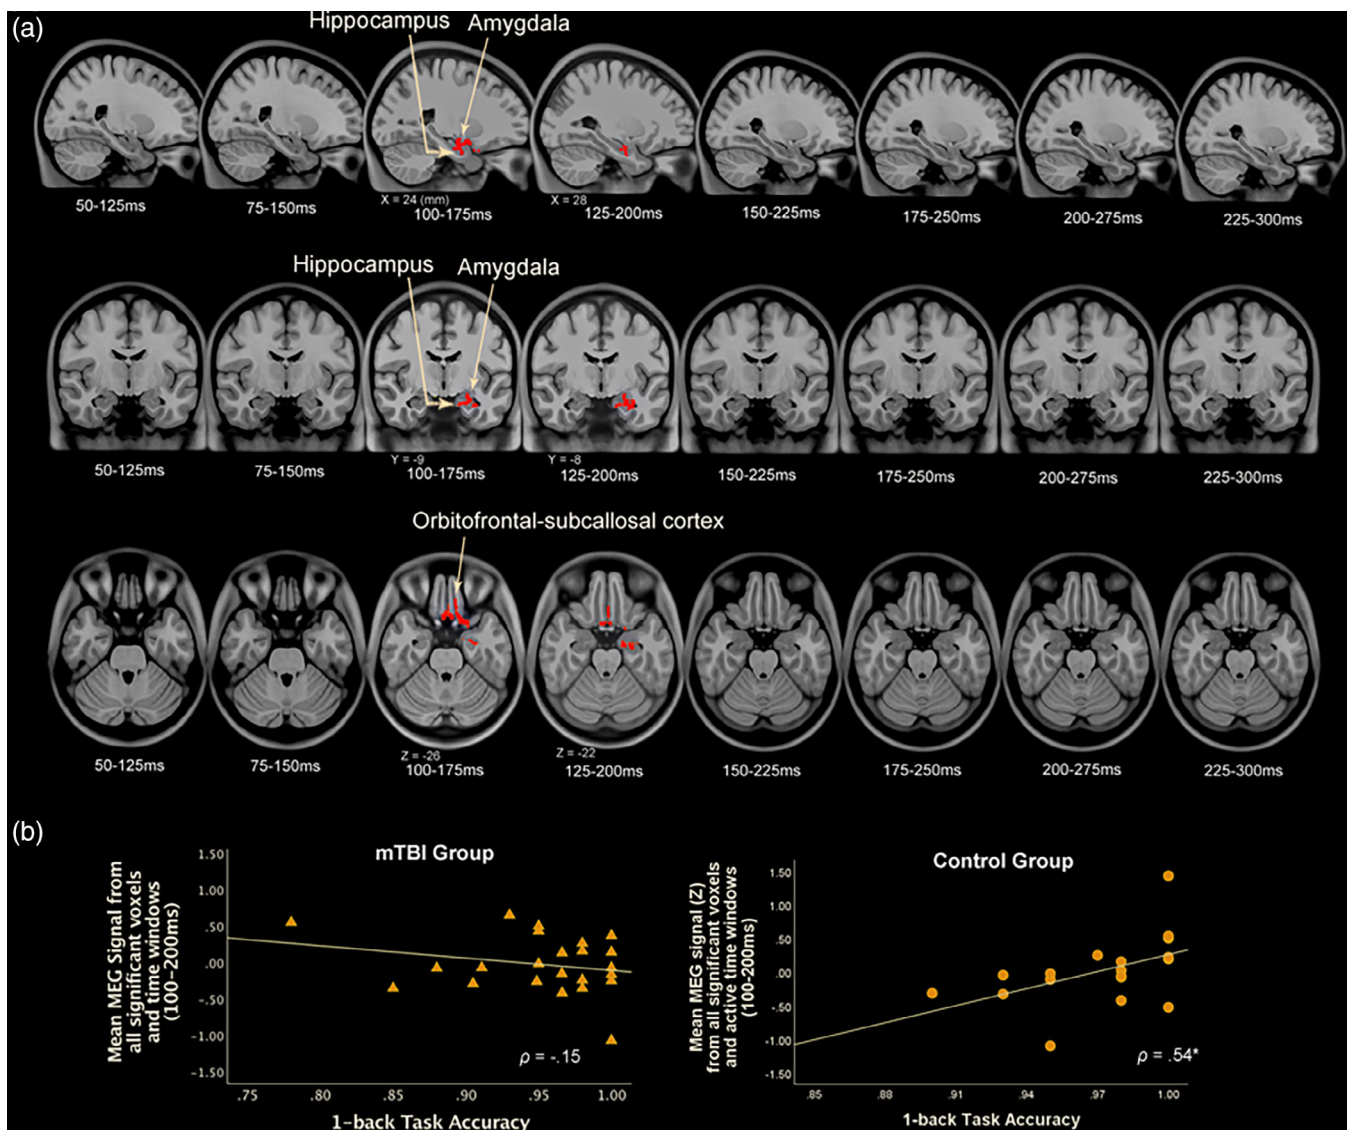 (a)
Hippocampus Amygdala
X = 24 (mm) X = 28
50-125ms 75-150ms 100-175ms 125-200ms 150-225ms 175-250ms 200-275ms 225-300ms
Hippocampus Amygdala
Y = -9 Y = -8
50-125ms 75-150ms 100-175ms 125-200ms 150-225ms 175-250ms 200-275ms 225-300ms
Orbitofrontal-subcallosal cortex
Z = -26 Z = -22
50-125ms 75-150ms 100-175ms 125-200ms 150-225ms 175-250ms 200-275ms 225-300ms
(b)
mTBI Group
Mean MEG Signal from
all significant voxels
and time windows
(100-200ms)
1.50
1.00
.50
.00
-.50
-1.00
-1.50
ρ = -.15
.75 .80 .85 .90 .95 1.00
1-back Task Accuracy
Control Group
Mean MEG signal (Z)
from all significant voxels
and active time windows
(100-200ms)
1.50
1.00
.50
.00
-.50
-1.00
-1.50
ρ = .54*
.85 .88 .91 .94 .97 1.00
1-back Task Accuracy